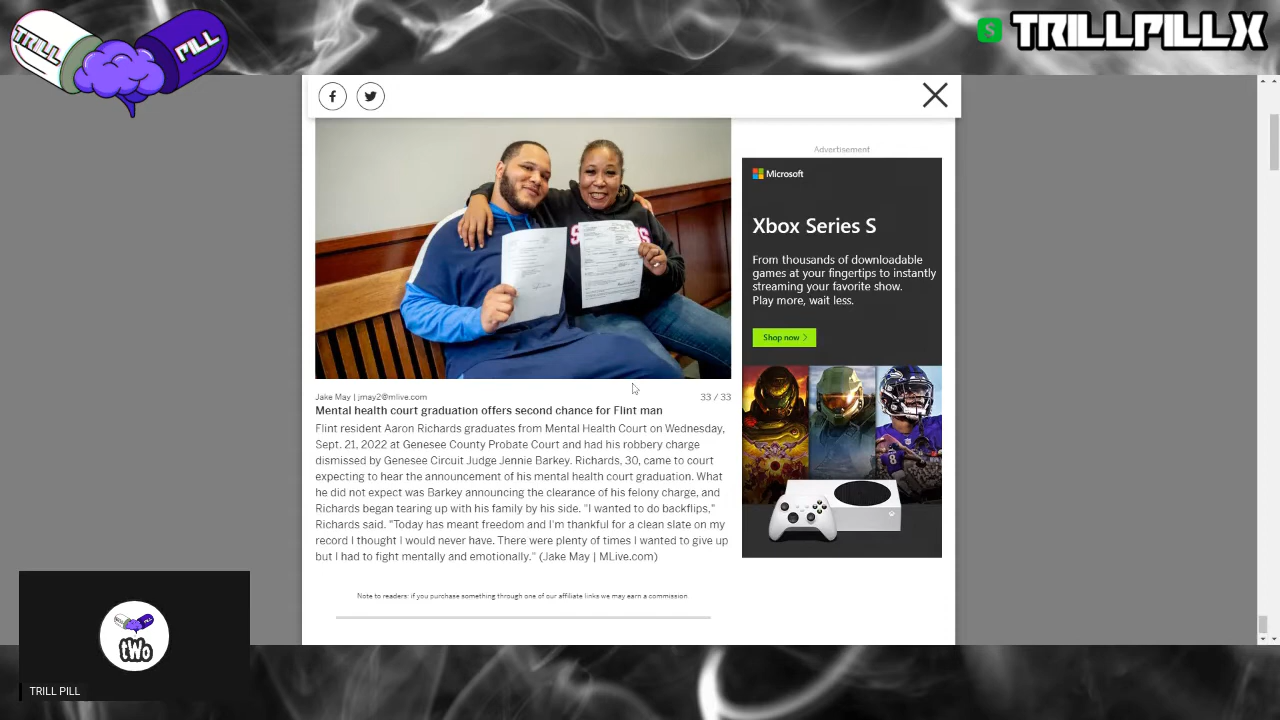 TRILL
PILL
$ TRILLPILLX
Advertisement
Microsoft
Xbox Series S
From thousands of downloadable
games at your fingertips to instantly
streaming your favorite show.
Play more, wait less.
Shop now
Jake May | jmay2@mlive.com
33 / 33
Mental health court graduation offers second chance for Flint man
Flint resident Aaron Richards graduates from Mental Health Court on Wednesday,
Sept. 21, 2022 at Genesee County Probate Court and had his robbery charge
dismissed by Genesee Circuit Judge Jennie Barkey. Richards, 30, came to court
expecting to hear the announcement of his mental health court graduation. What
he did not expect was Barkey announcing the clearance of his felony charge, and
Richards began tearing up with his family by his side. "I wanted to do backflips,"
Richards said. "Today has meant freedom and I'm thankful for a clean slate on my
record I thought I would never have. There were plenty of times I wanted to give up
but I had to fight mentally and emotionally." (Jake May | MLive.com)
Note to readers: if you purchase something through one of our affiliate links we may earn a commission.
tWo
TRILL PILL